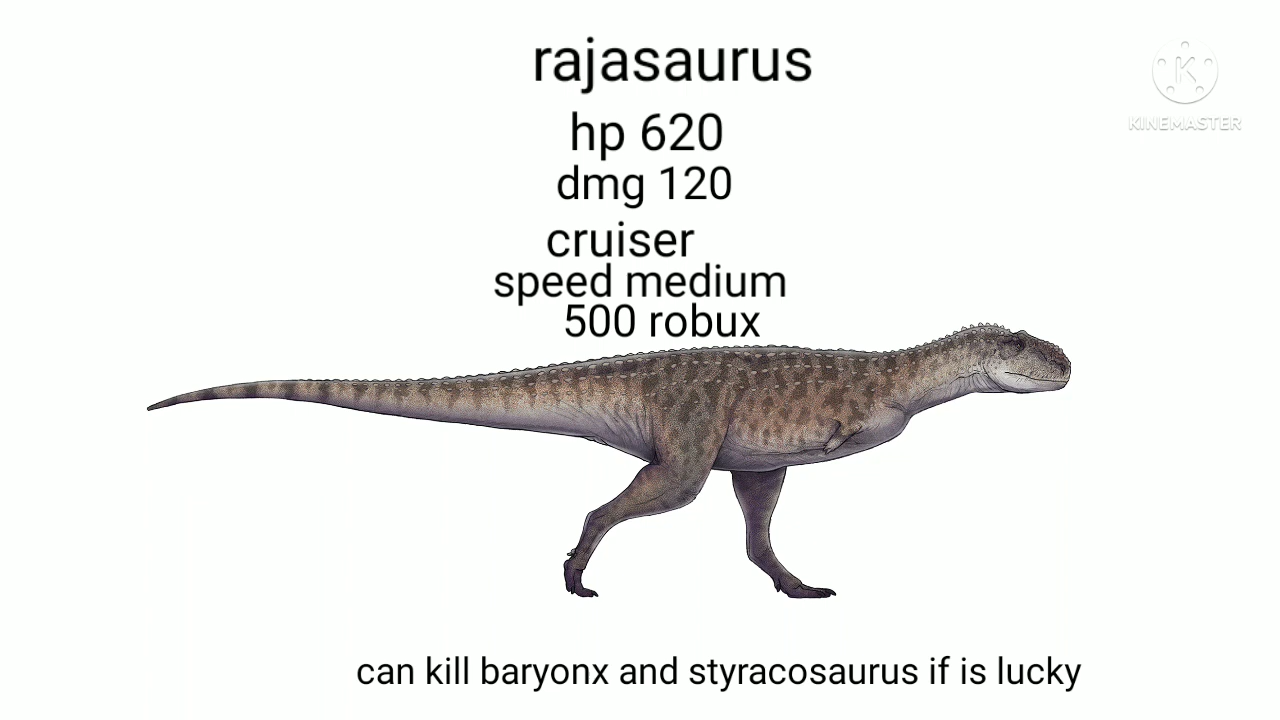 rajasaurus
KINEMASTER
hp 620
dmg 120
cruiser
speed medium
500 robux
can kill baryonx and styracosaurus if is lucky